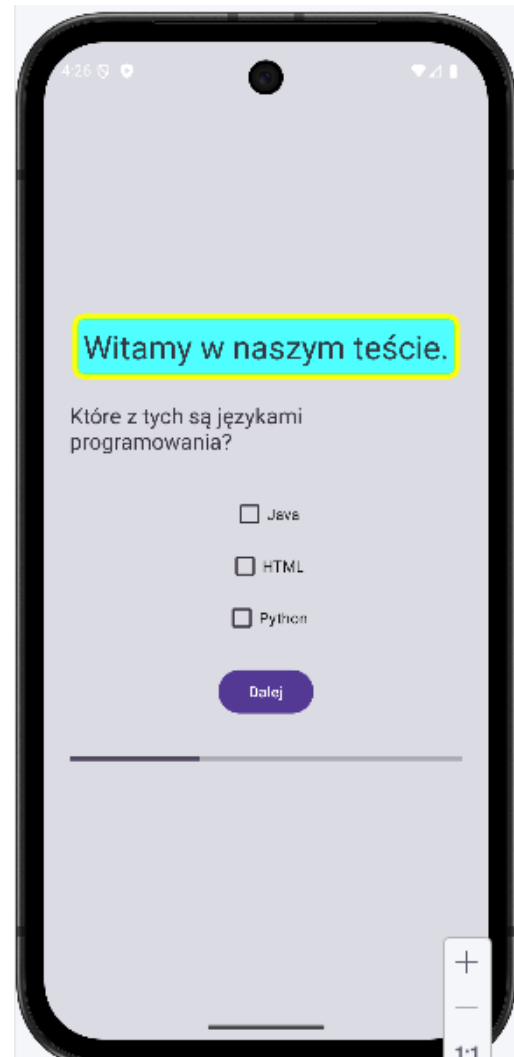 4:26
Witamy w naszym teście.
Które z tych są językami
programowania?
Java
HTML
Python
Dalej
1:1